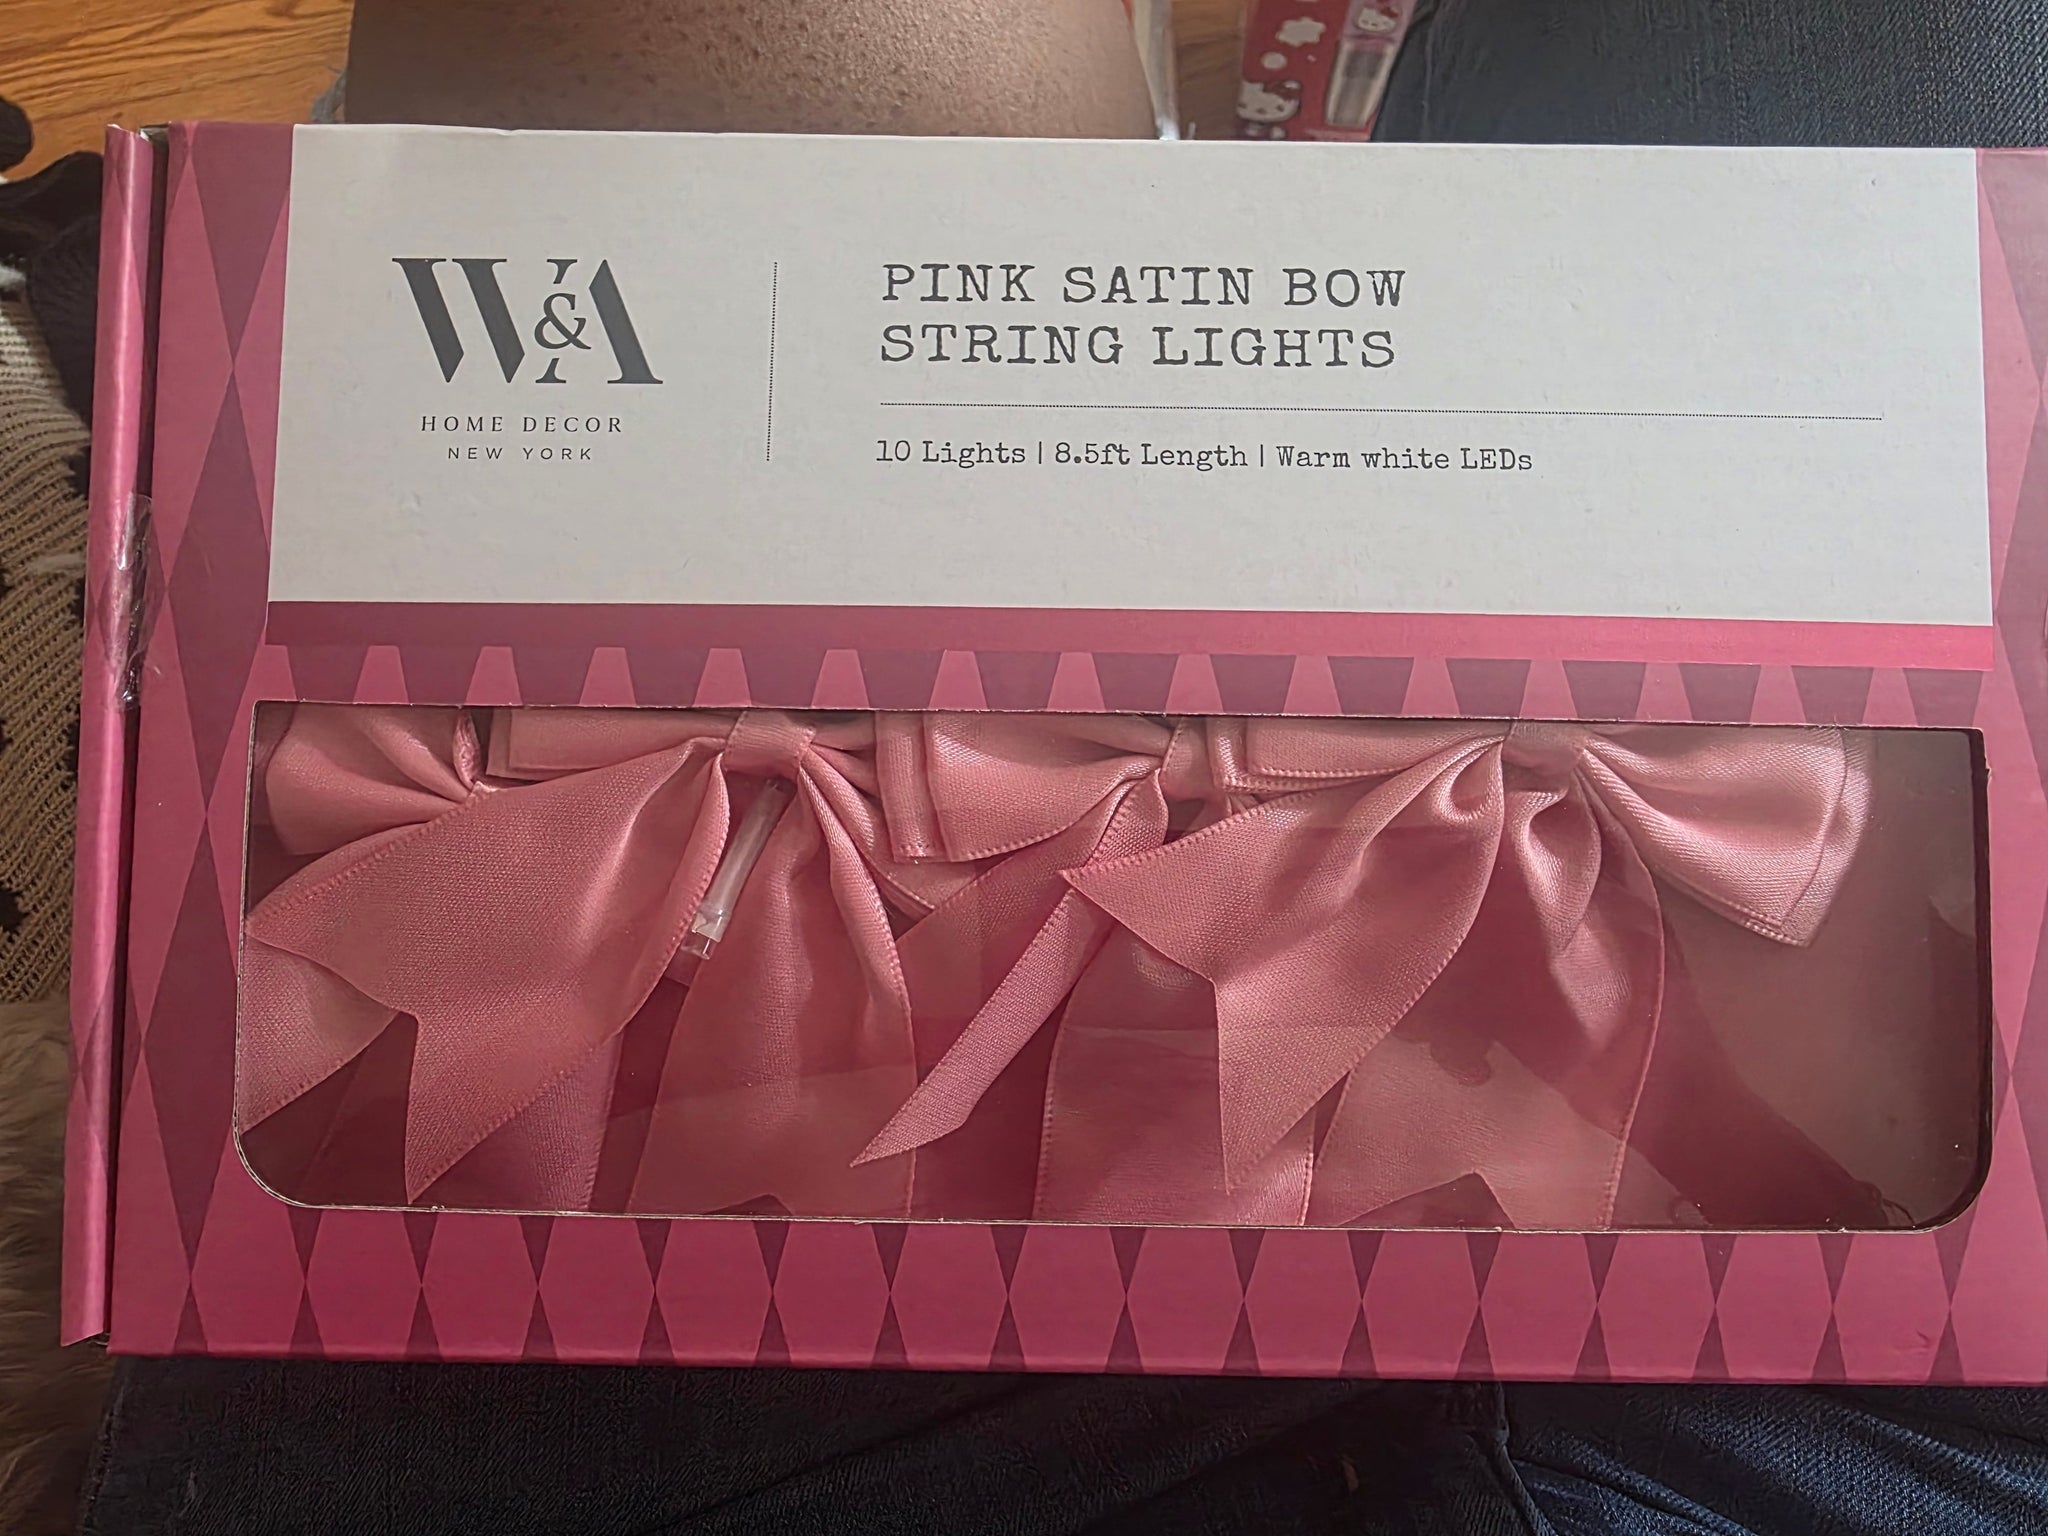 W&A
HOME DECOR
NEW YORK
PINK SATIN BOW
STRING LIGHTS
10 Lights | 8.5ft Length | Warm white LEDs